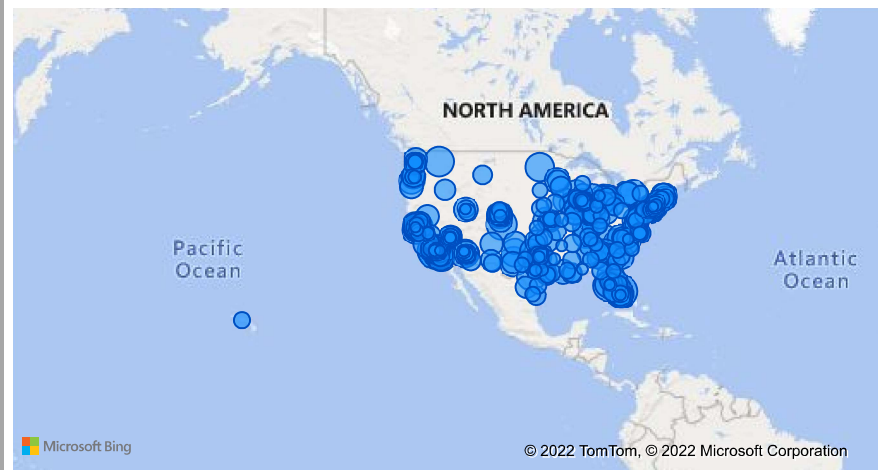 NORTH AMERICA
Pacific
Ocean
Atlantic
Ocean
Microsoft Bing
© 2022 TomTom, © 2022 Microsoft Corporation